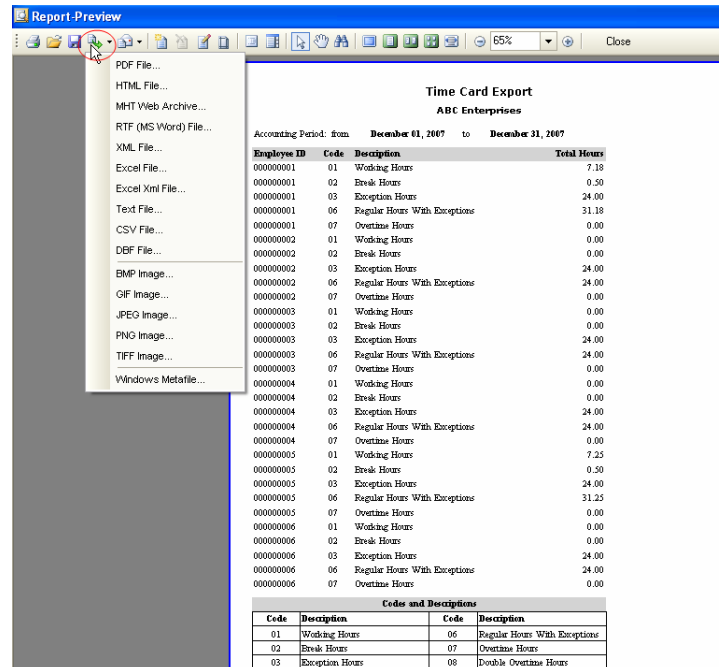 Report-Preview
65% Close
PDF File...
HTML File...
MHT Web Archive...
RTF (MS Word) File...
XML File...
Excel File...
Excel Xml File...
Text File...
CSV File...
DBF File...
BMP Image...
GIF Image...
JPEG Image...
PNG Image...
TIFF Image...
Windows Metafile...
Time Card Export
ABC Enterprises
Accounting Period: from December 01, 2007 to December 31, 2007
Employee ID Code Description Total Hours
000000001 01 Working Hours 7.18
000000001 02 Break Hours 0.50
000000001 03 Exception Hours 24.00
000000001 06 Regular Hours With Exceptions 31.18
000000001 07 Overtime Hours 0.00
000000002 01 Working Hours 0.00
000000002 02 Break Hours 0.00
000000002 03 Exception Hours 24.00
000000002 06 Regular Hours With Exceptions 24.00
000000002 07 Overtime Hours 0.00
000000003 01 Working Hours 0.00
000000003 02 Break Hours 0.00
000000003 03 Exception Hours 24.00
000000003 06 Regular Hours With Exceptions 24.00
000000003 07 Overtime Hours 0.00
000000004 01 Working Hours 0.00
000000004 02 Break Hours 0.00
000000004 03 Exception Hours 24.00
000000004 06 Regular Hours With Exceptions 24.00
000000004 07 Overtime Hours 0.00
000000005 01 Working Hours 7.25
000000005 02 Break Hours 0.50
000000005 03 Exception Hours 24.00
000000005 06 Regular Hours With Exceptions 31.25
000000005 07 Overtime Hours 0.00
000000006 01 Working Hours 0.00
000000006 02 Break Hours 0.00
000000006 03 Exception Hours 24.00
000000006 06 Regular Hours With Exceptions 24.00
000000006 07 Overtime Hours 0.00
Codes and Descriptions
Code Description Code Description
01 Working Hours 06 Regular Hours With Exceptions
02 Break Hours 07 Overtime Hours
03 Exception Hours 08 Double Overtime Hours